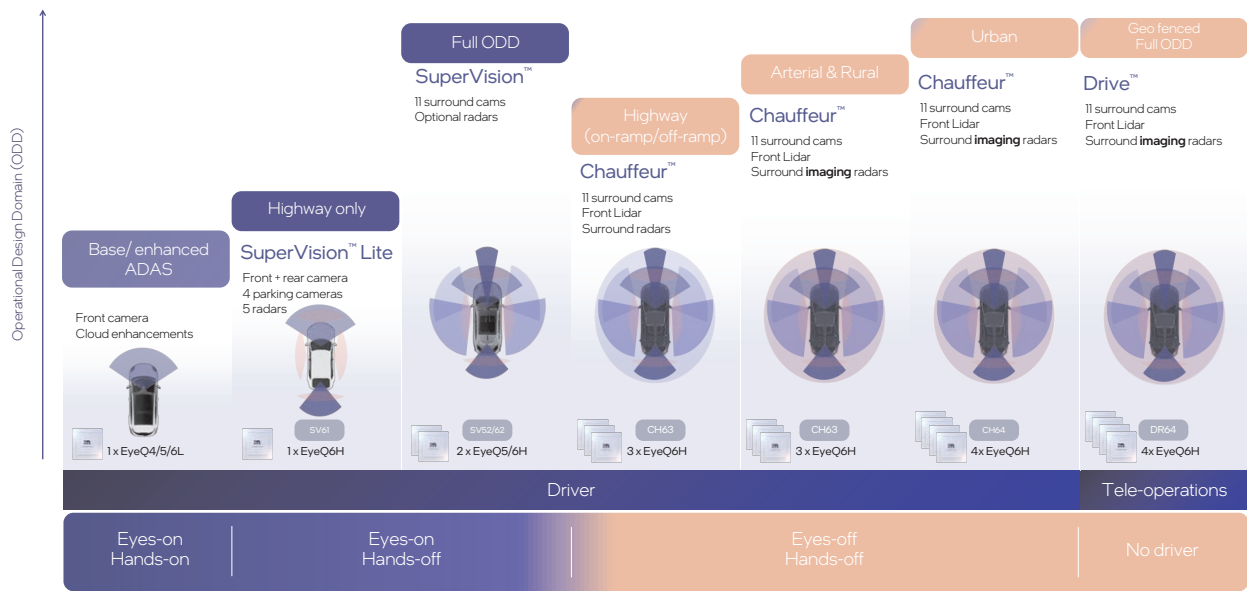 Operational Design Domain (ODD)
Base/ enhanced
ADAS
Front camera
Cloud enhancements
1 x EyeQ4/5/6L
Highway only
SuperVision™ Lite
Front + rear camera
4 parking cameras
5 radars
SV61
1 x EyeQ6H
Full ODD
SuperVision™
11 surround cams
Optional radars
SV52/62
2 x EyeQ5/6H
Highway
(on-ramp/off-ramp)
Chauffeur™
11 surround cams
Front Lidar
Surround radars
CH63
3 x EyeQ6H
Arterial & Rural
Chauffeur™
11 surround cams
Front Lidar
Surround imaging radars
CH63
3 x EyeQ6H
Urban
Chauffeur™
11 surround cams
Front Lidar
Surround imaging radars
CH64
4x EyeQ6H
Geo fenced
Full ODD
Drive™
11 surround cams
Front Lidar
Surround imaging radars
DR64
4x EyeQ6H
Driver
Tele-operations
Eyes-on
Hands-on
Eyes-on
Hands-off
Eyes-off
Hands-off
No driver